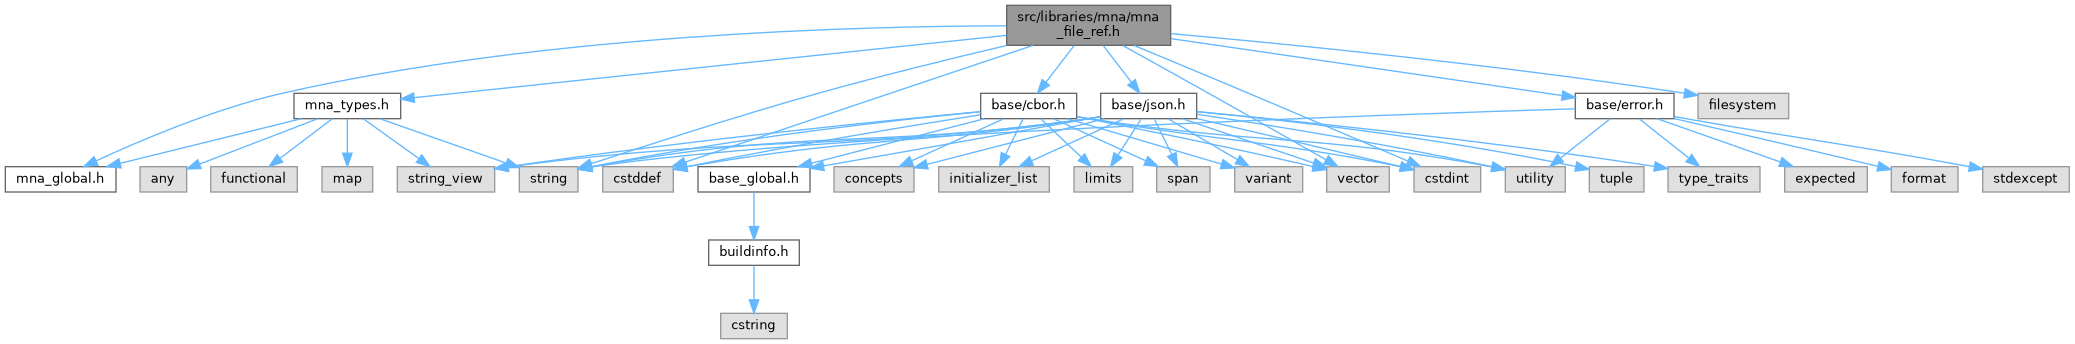 src/libraries/mna/mna
_file_ref.h
mna_types.h
base/cbor.h
base/json.h
base/error.h
filesystem
mna_global.h
any
functional
map
string_view
string
cstddef
base_global.h
concepts
initializer_list
limits
span
variant
vector
cstdint
utility
tuple
type_traits
expected
format
stdexcept
buildinfo.h
cstring